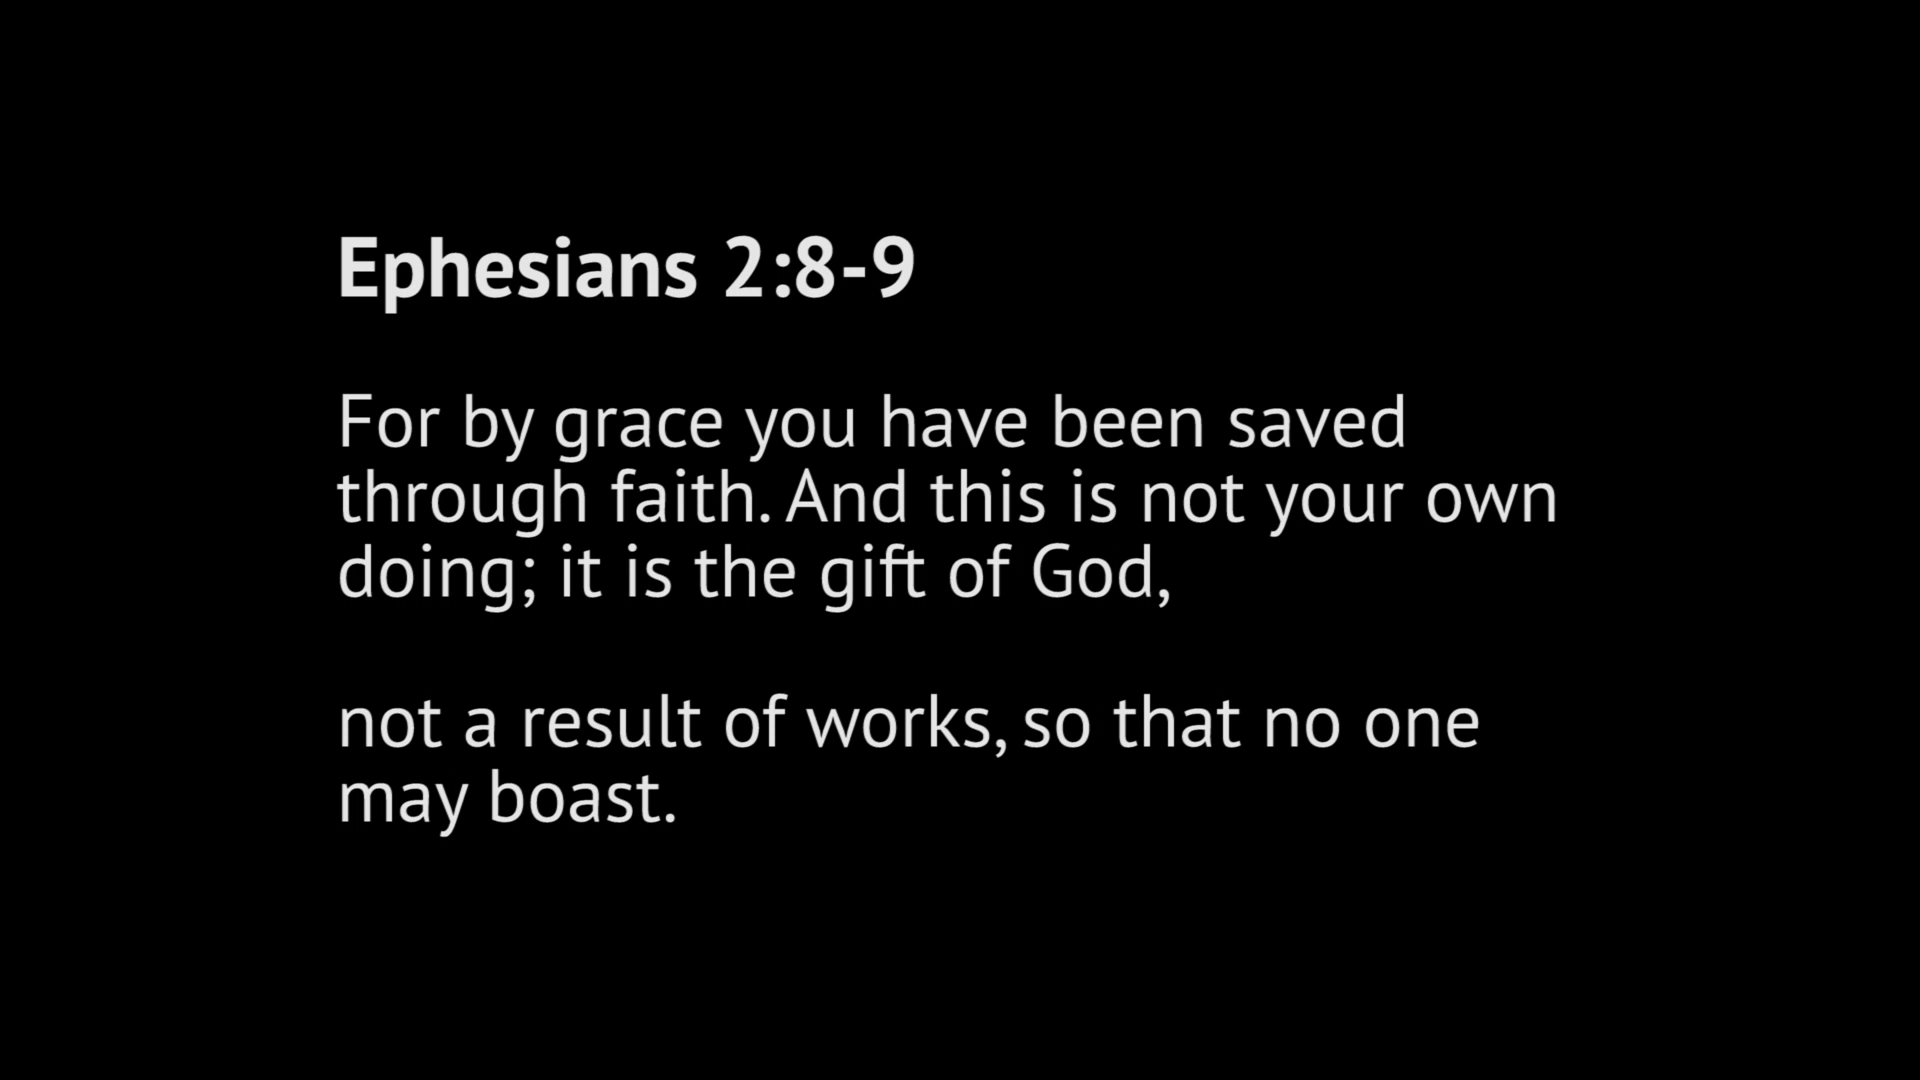 Ephesians 2:8-9
For by grace you have been saved
through faith. And this is not your own
doing; it is the gift of God,
not a result of works, so that no one
may boast.